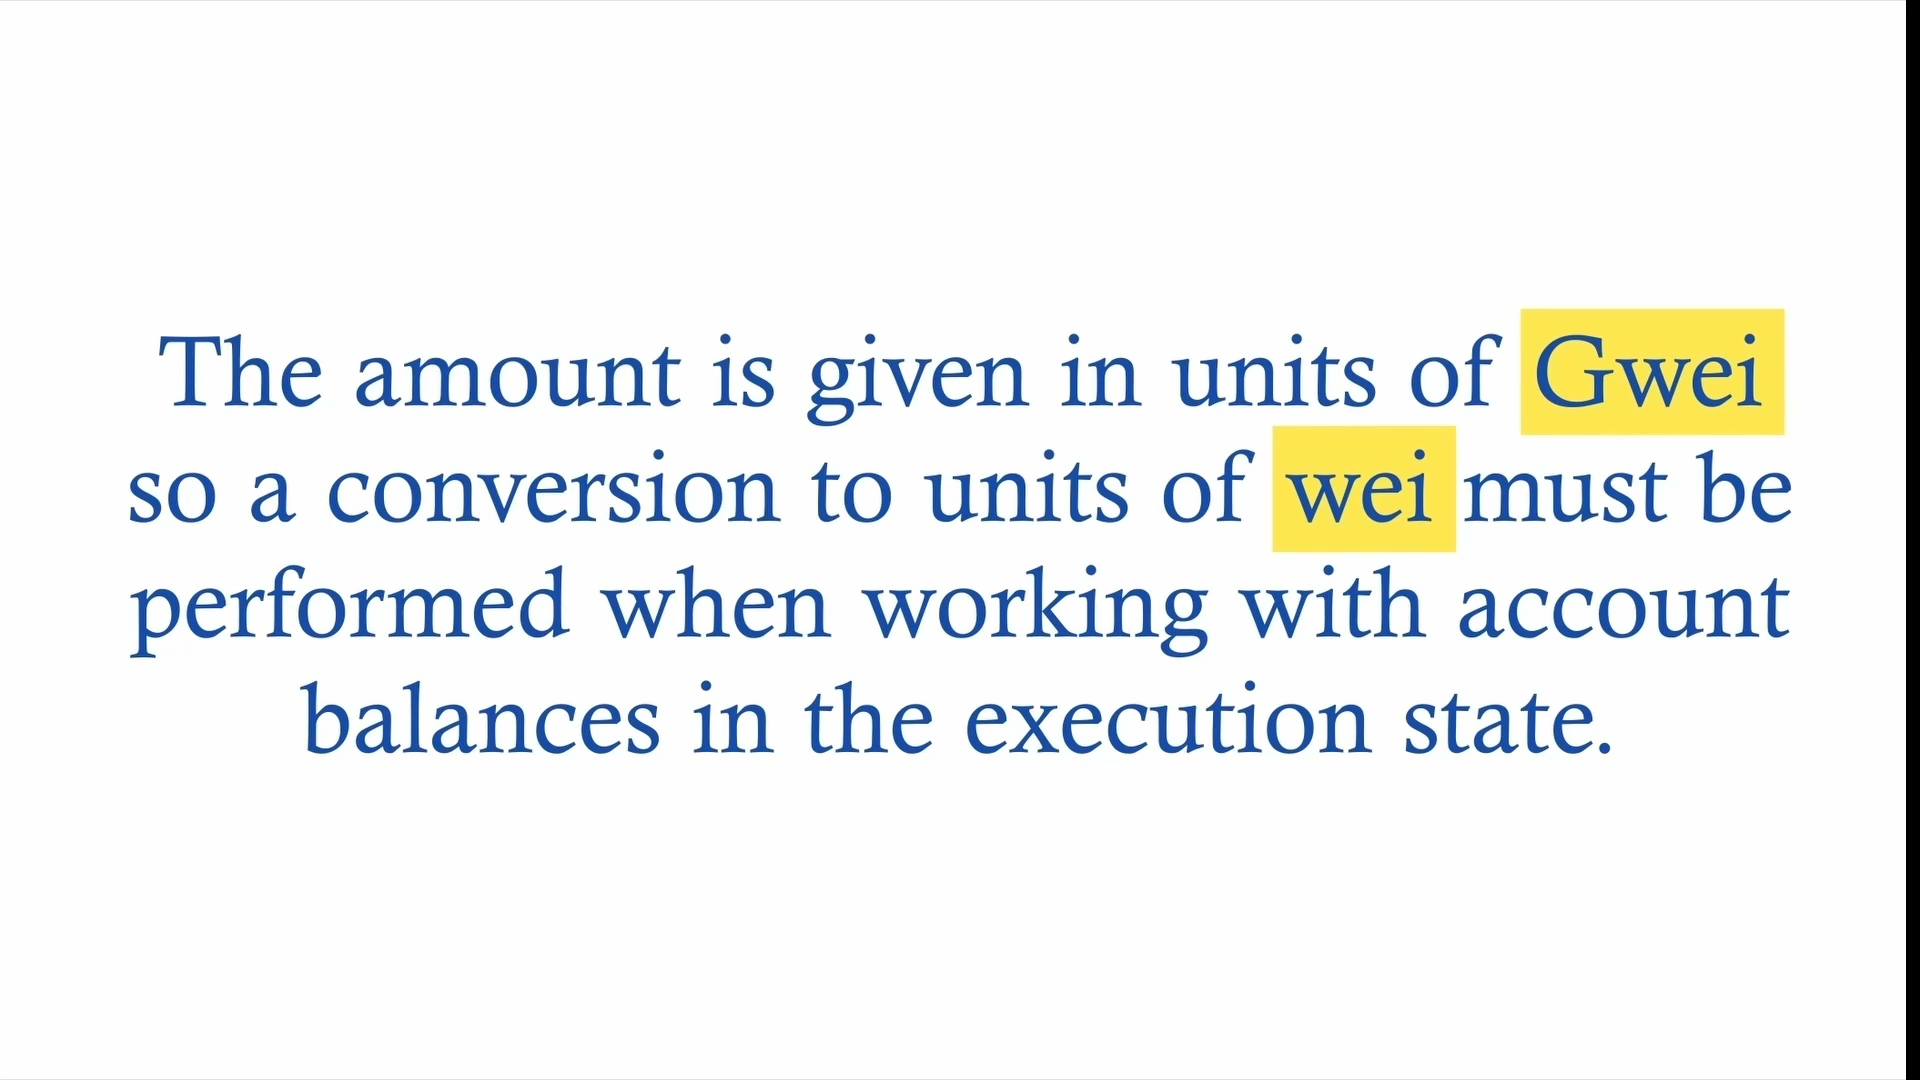 The amount is given in units of Gwei
so a conversion to units of wei must be
performed when working with account
balances in the execution state.